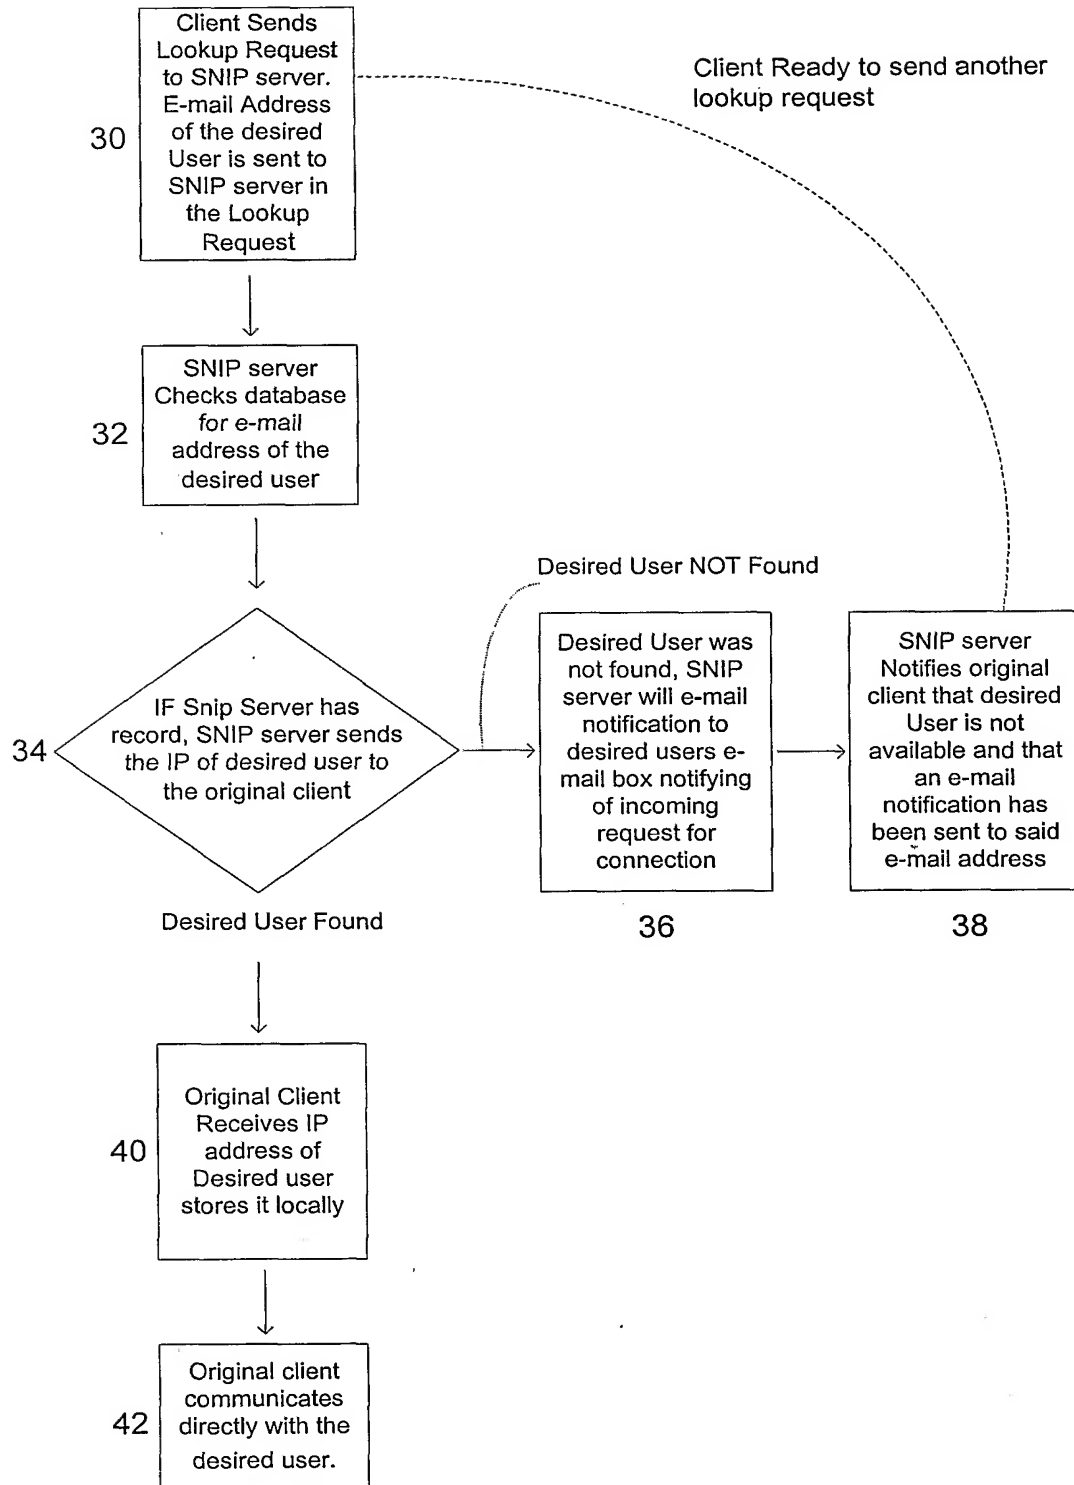 Client Sends
Lookup Request
to SNIP server.
E-mail Address
of the desired
User is sent to
SNIP server in
the Lookup
Request
30
Client Ready to send another
lookup request
SNIP server
Checks database
for e-mail
address of the
desired user
32
Desired User NOT Found
IF Snip Server has
record, SNIP server sends
the IP of desired user to
the original client
34
Desired User was
not found, SNIP
server will e-mail
notification to
desired users e-
mail box notifying
of incoming
request for
connection
36
SNIP server
Notifies original
client that desired
User is not
available and that
an e-mail
notification has
been sent to said
e-mail address
38
Desired User Found
Original Client
Receives IP
address of
Desired user
stores it locally
40
Original client
communicates
directly with the
desired user.
42